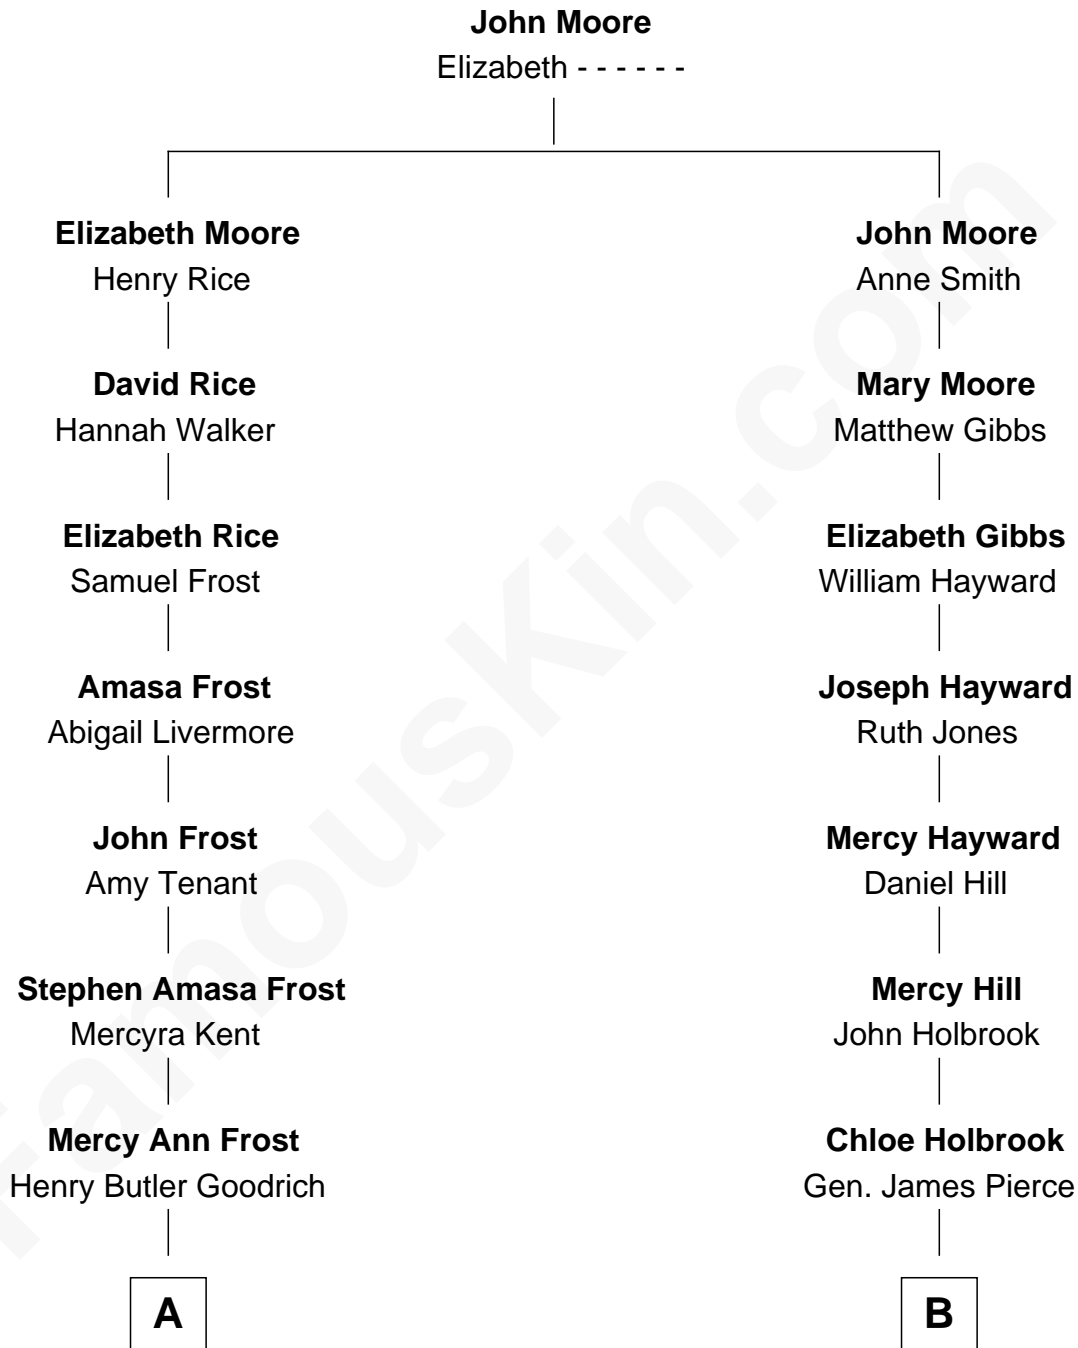 John Moore
Elizabeth - - - - - -
Elizabeth Moore
Henry Rice
John Moore
Anne Smith
David Rice
Hannah Walker
Mary Moore
Matthew Gibbs
Elizabeth Rice
Samuel Frost
Elizabeth Gibbs
William Hayward
Amasa Frost
Abigail Livermore
Joseph Hayward
Ruth Jones
John Frost
Amy Tenant
Mercy Hayward
Daniel Hill
Stephen Amasa Frost
Mercyra Kent
Mercy Hill
John Holbrook
Mercy Ann Frost
Henry Butler Goodrich
Chloe Holbrook
Gen. James Pierce
A
B
FamousKin.com